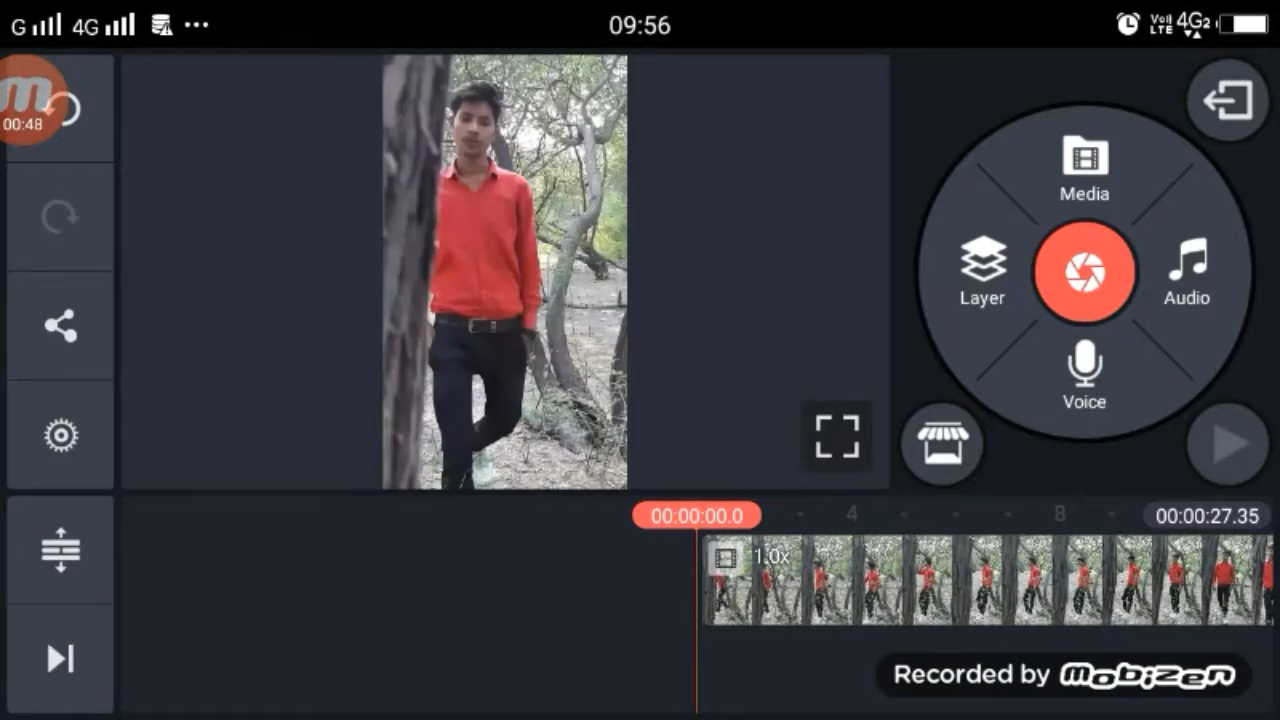 G 4G 09:56 VoII LTE 4G2
m
00:48
Media
Layer
Audio
Voice
00:00:00.0 4 8 00:00:27.35
1.0x
Recorded by mobizen